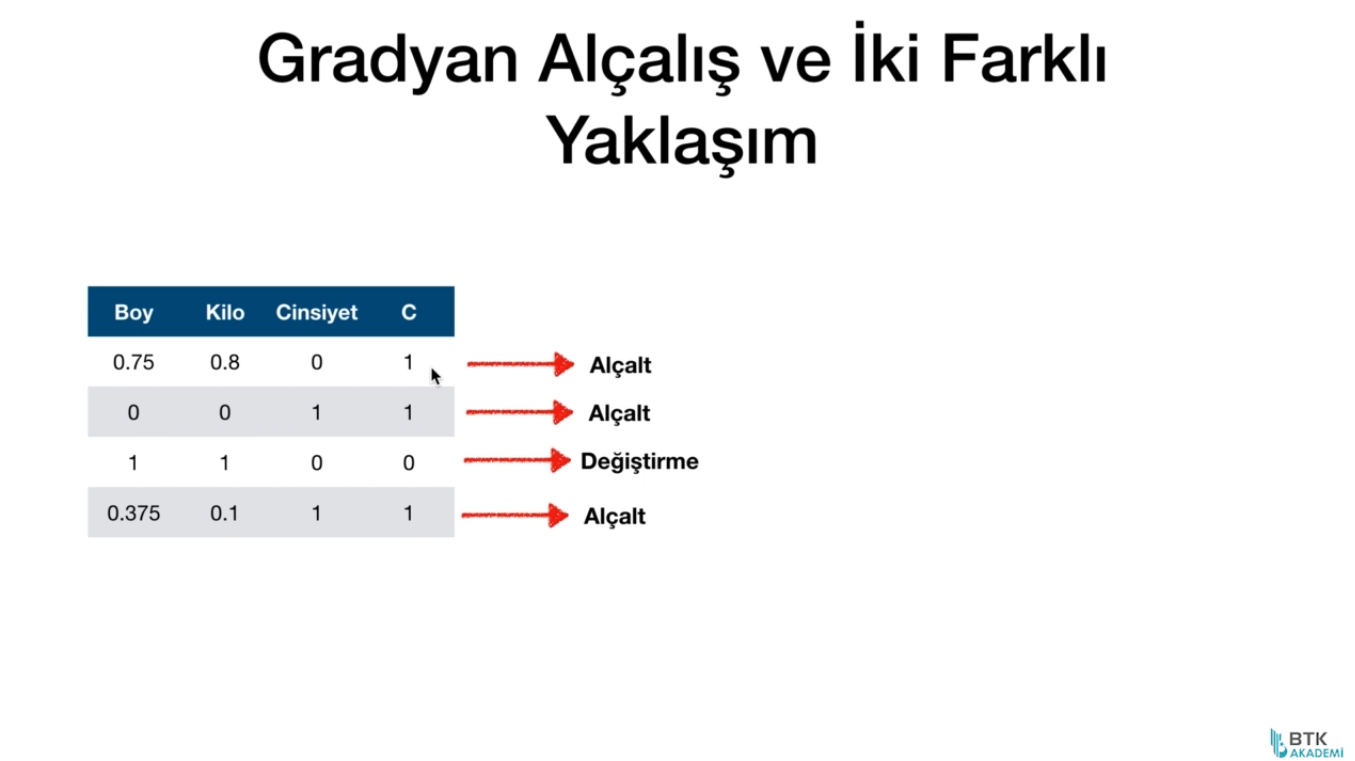 Gradyan Alçalış ve İki Farklı
Yaklaşım
Boy Kilo Cinsiyet C
0.75 0.8 0 1 Alçalt
0 0 1 1 Alçalt
1 1 0 0 Değiştirme
0.375 0.1 1 1 Alçalt
BTK
AKADEMİ